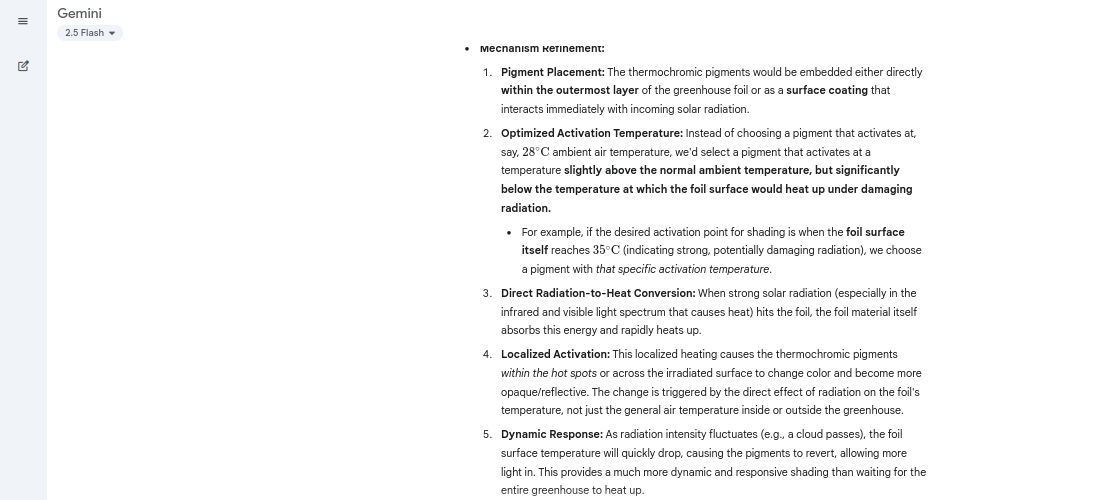 Gemini
2.5 Flash
• Mechanism Refinement:
1. Pigment Placement: The thermochromic pigments would be embedded either directly
within the outermost layer of the greenhouse foil or as a surface coating that
interacts immediately with incoming solar radiation.
2. Optimized Activation Temperature: Instead of choosing a pigment that activates at,
say, 28°C ambient air temperature, we'd select a pigment that activates at a
temperature slightly above the normal ambient temperature, but significantly
below the temperature at which the foil surface would heat up under damaging
radiation.
• For example, if the desired activation point for shading is when the foil surface
itself reaches 35°C (indicating strong, potentially damaging radiation), we choose
a pigment with that specific activation temperature.
3. Direct Radiation-to-Heat Conversion: When strong solar radiation (especially in the
infrared and visible light spectrum that causes heat) hits the foil, the foil material itself
absorbs this energy and rapidly heats up.
4. Localized Activation: This localized heating causes the thermochromic pigments
within the hot spots or across the irradiated surface to change color and become more
opaque/reflective. The change is triggered by the direct effect of radiation on the foil's
temperature, not just the general air temperature inside or outside the greenhouse.
5. Dynamic Response: As radiation intensity fluctuates (e.g., a cloud passes), the foil
surface temperature will quickly drop, causing the pigments to revert, allowing more
light in. This provides a much more dynamic and responsive shading than waiting for the
entire greenhouse to heat up.